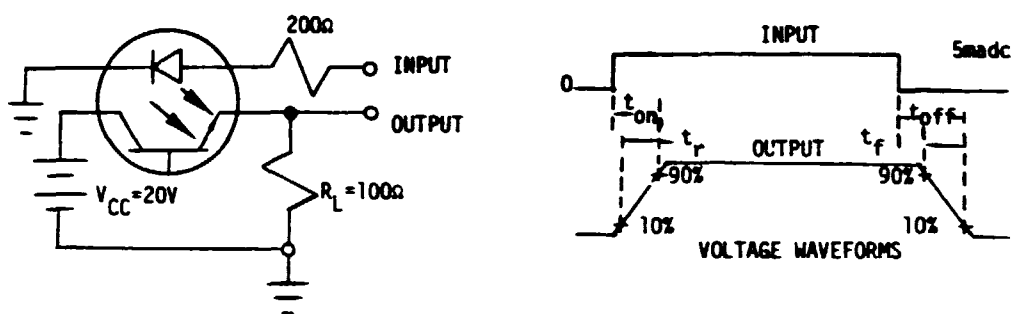 200Ω
INPUT
OUTPUT
V_CC=20V
R_L=100Ω
INPUT
5madc
0
t_on
t_off
t_r
OUTPUT
t_f
90%
90%
10%
10%
VOLTAGE WAVEFORMS